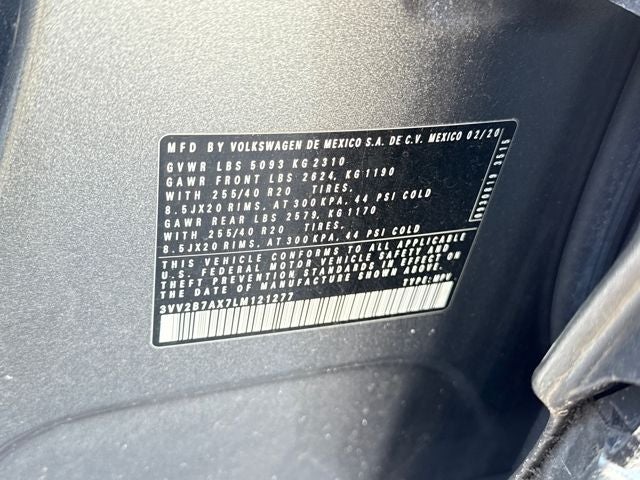 MFD BY VOLKSWAGEN DE MEXICO S.A. DE C.V. MEXICO 02/20
GVWR LBS 5093 KG2310
GAWR FRONT LBS 2624, KG1190
WITH 255/40 R20 TIRES,
8.5JX20 RIMS, AT 300 KPA, 44 PSI COLD
GAWR REAR LBS 2579, KG 1170
WITH 255/40 R20 TIRES,
8.5JX20 RIMS, AT 300 KPA, 44 PSI COLD
THIS VEHICLE CONFORMS TO ALL APPLICABLE
U.S. FEDERAL MOTOR VEHICLE SAFETY AND
THEFT PREVENTION STANDARDS IN EFFECT ON
THE DATE OF MANUFACTURE SHOWN ABOVE.
3VV2B7AX7LM121277 TYPE: MPV